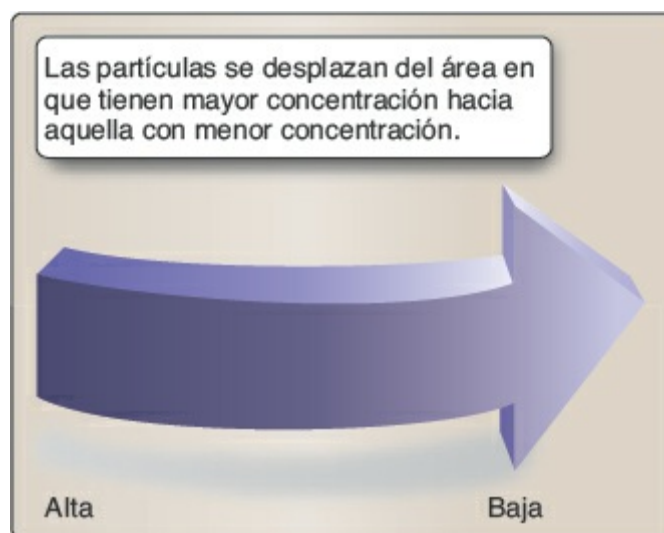 Las partículas se desplazan del área en
que tienen mayor concentración hacia
aquella con menor concentración.
Alta
Baja